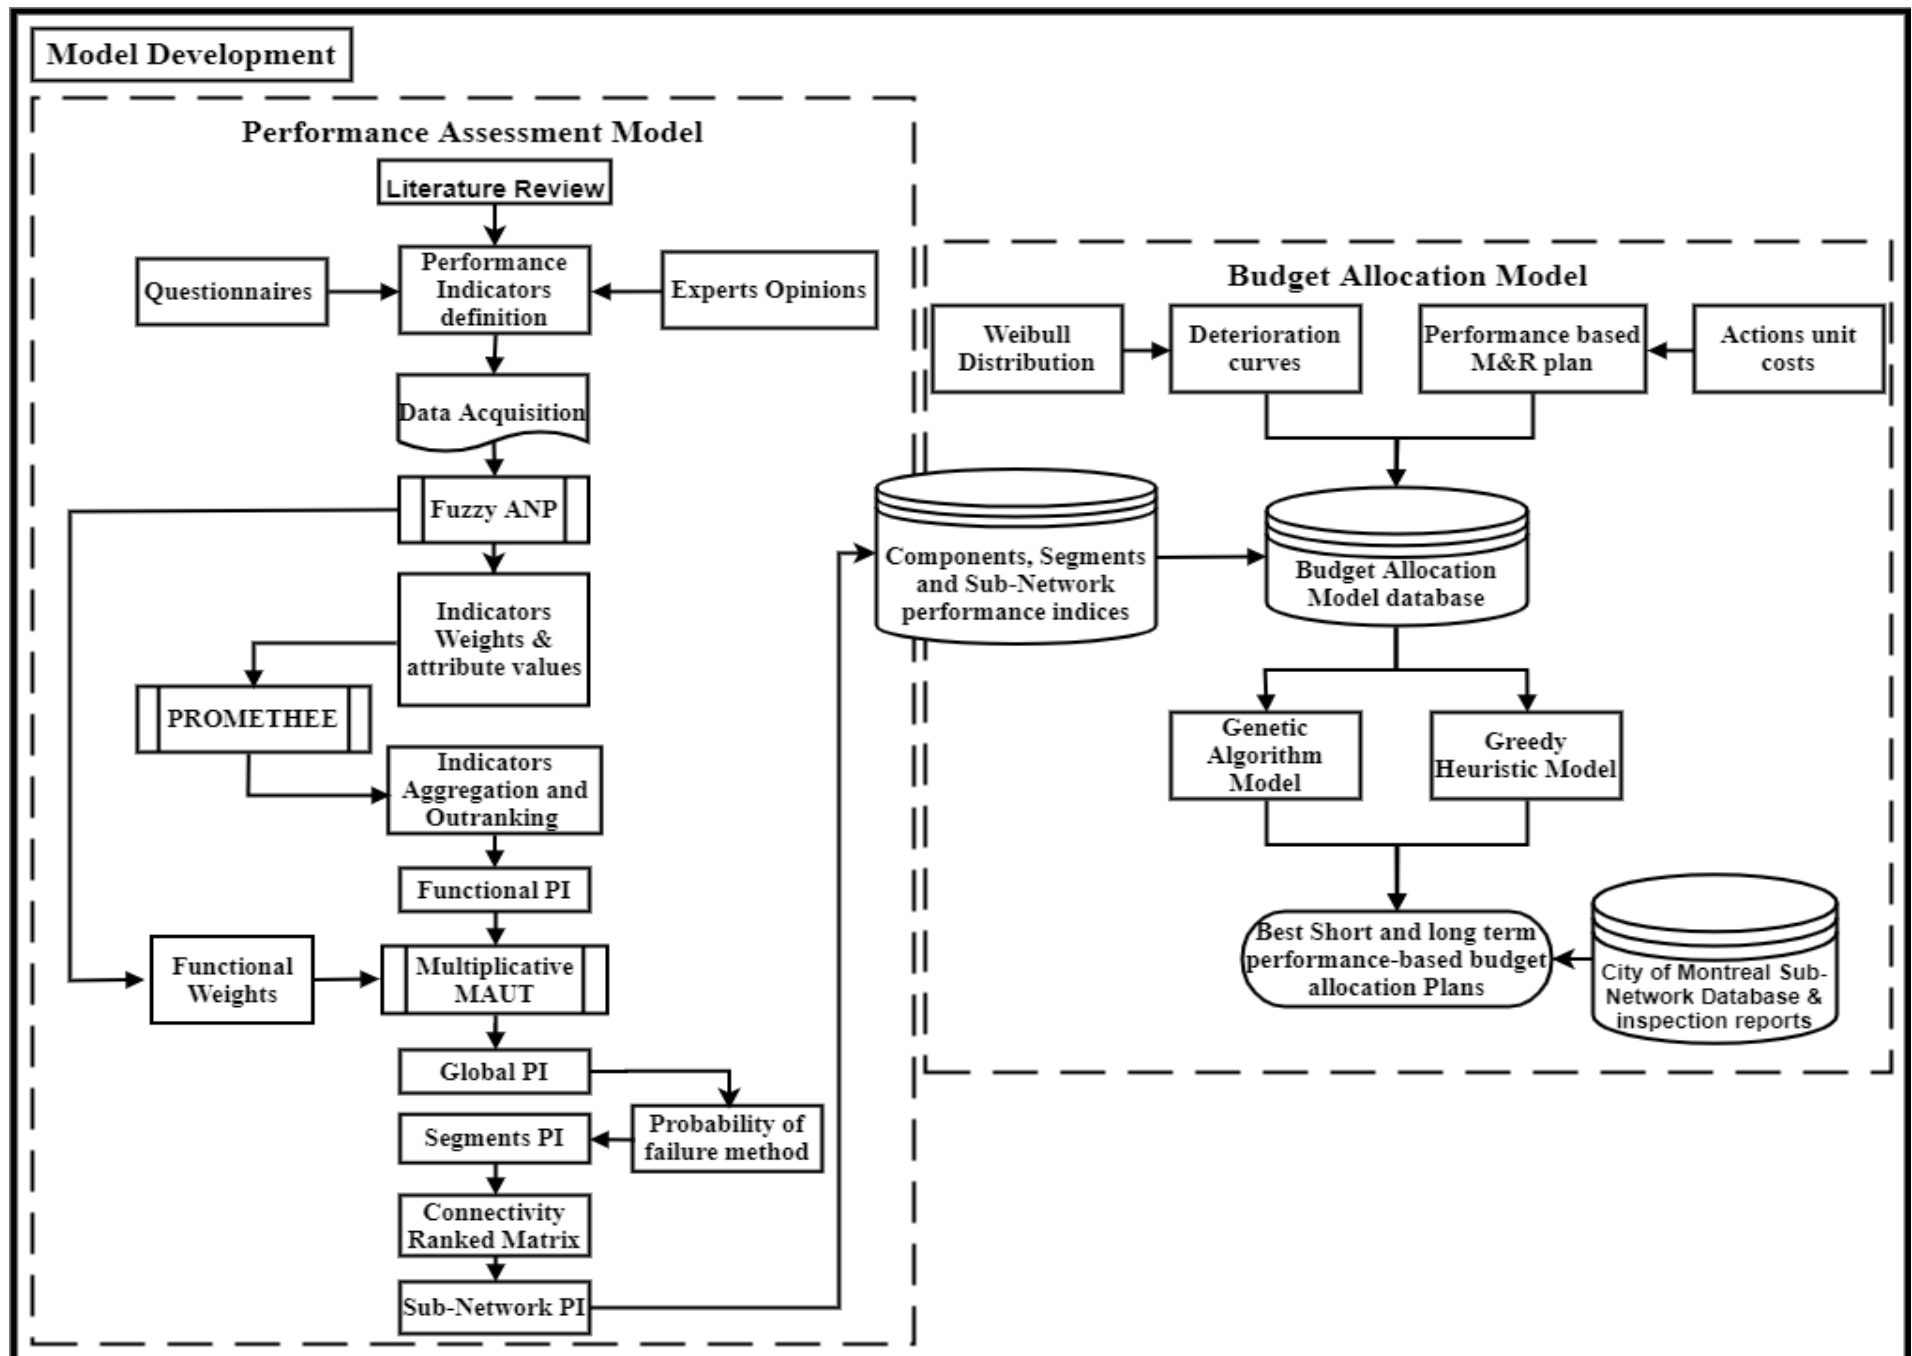 Model Development
Performance Assessment Model
Literature Review
Performance
Indicators
definition
Questionnaires
Experts Opinions
Data Acquisition
Fuzzy ANP
Indicators
Weights &
attribute values
PROMETHEE
Indicators
Aggregation and
Outranking
Functional PI
Functional
Weights
Multiplicative
MAUT
Global PI
Probability of
failure method
Segments PI
Connectivity
Ranked Matrix
Sub-Network PI
Components, Segments
and Sub-Network
performance indices
Budget Allocation Model
Weibull
Distribution
Deterioration
curves
Performance based
M&R plan
Actions unit
costs
Budget Allocation
Model database
Genetic
Algorithm
Model
Greedy
Heuristic Model
Best Short and long term
performance-based budget
allocation Plans
City of Montreal Sub-
Network Database &
inspection reports